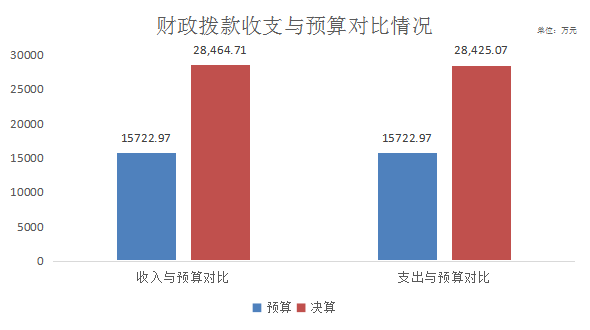 财政拨款收支与预算对比情况
单位：万元
30000
25000
20000
15000
10000
5000
0
15722.97
28,464.71
15722.97
28,425.07
收入与预算对比
支出与预算对比
预算
决算